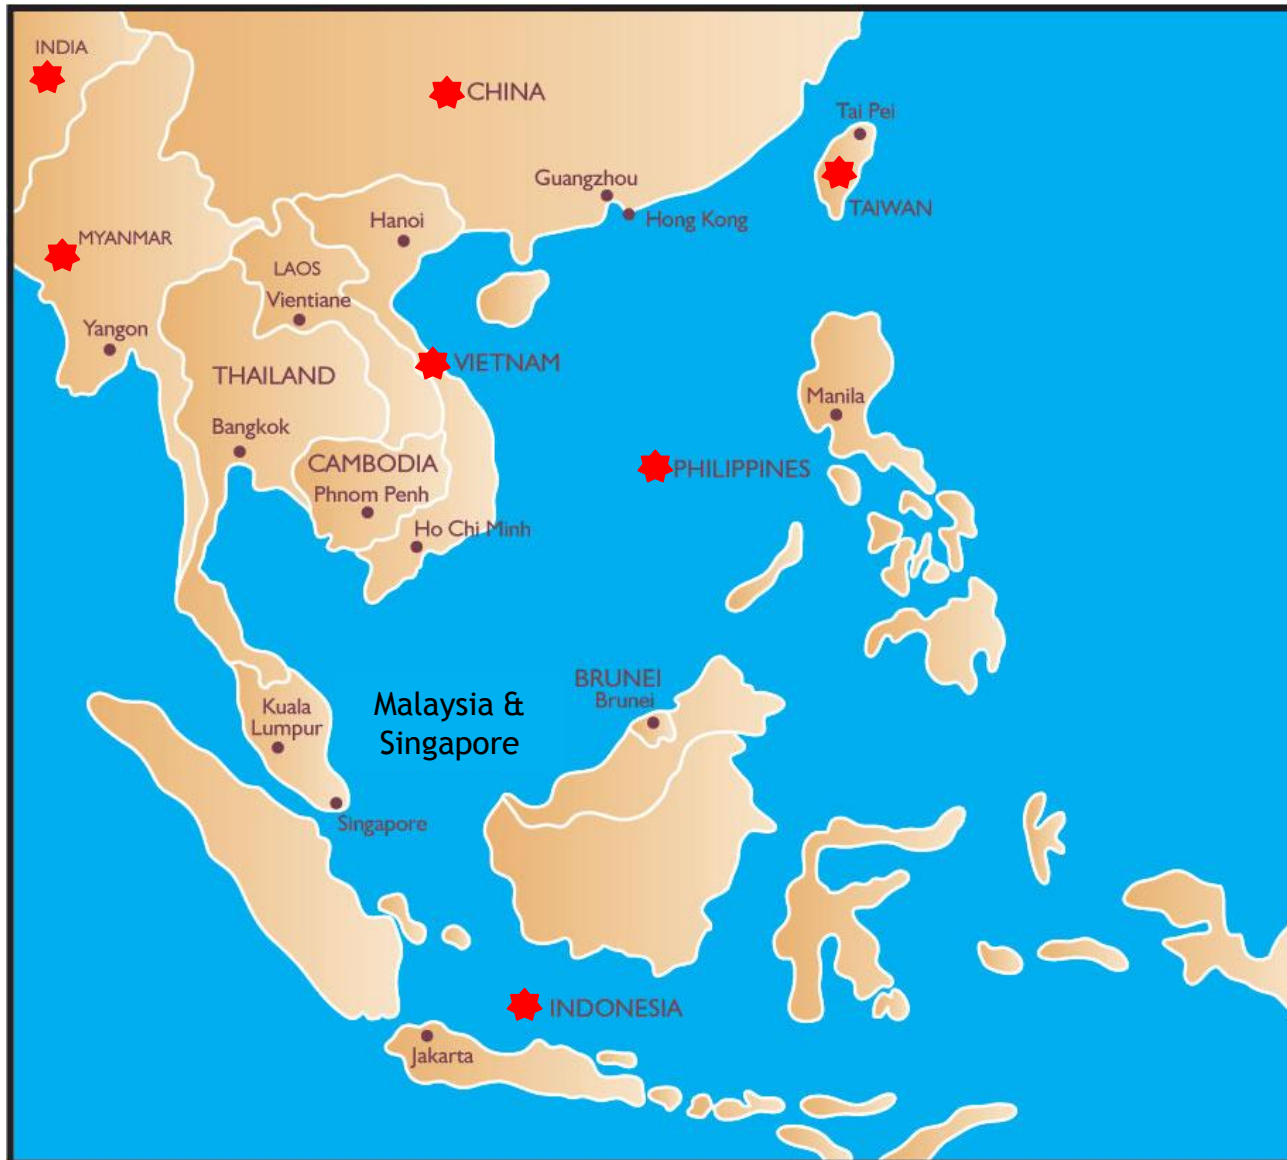 INDIA
CHINA
Tai Pei
Guangzhou
TAIWAN
Hong Kong
Hanoi
MYANMAR
LAOS
Vientiane
Yangon
VIETNAM
THAILAND
Manila
Bangkok
CAMBODIA
PHILIPPINES
Phnom Penh
Ho Chi Minh
BRUNEI
Brunei
Kuala
Lumpur
Malaysia &
Singapore
Singapore
INDONESIA
Jakarta